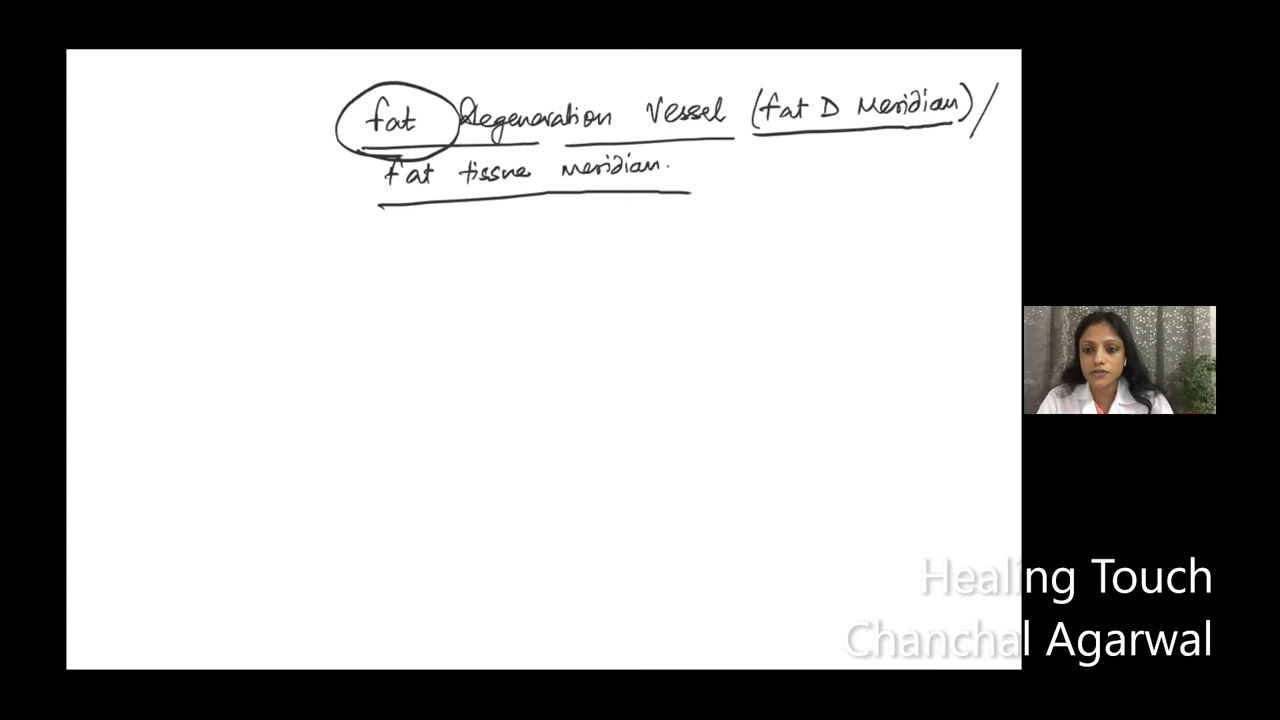 fat Degeneration Vessel (fat D Meridian)/
fat tissue meridian.
Healing Touch
Chanchal Agarwal